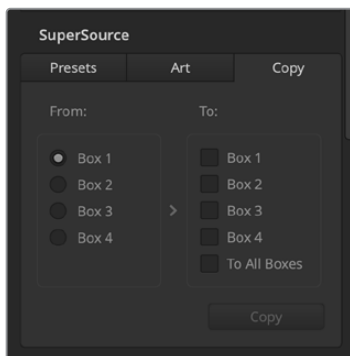 SuperSource
Presets Art Copy
From: To:
Box 1 Box 1
Box 2 Box 2
Box 3 > Box 3
Box 4 Box 4
To All Boxes
Copy